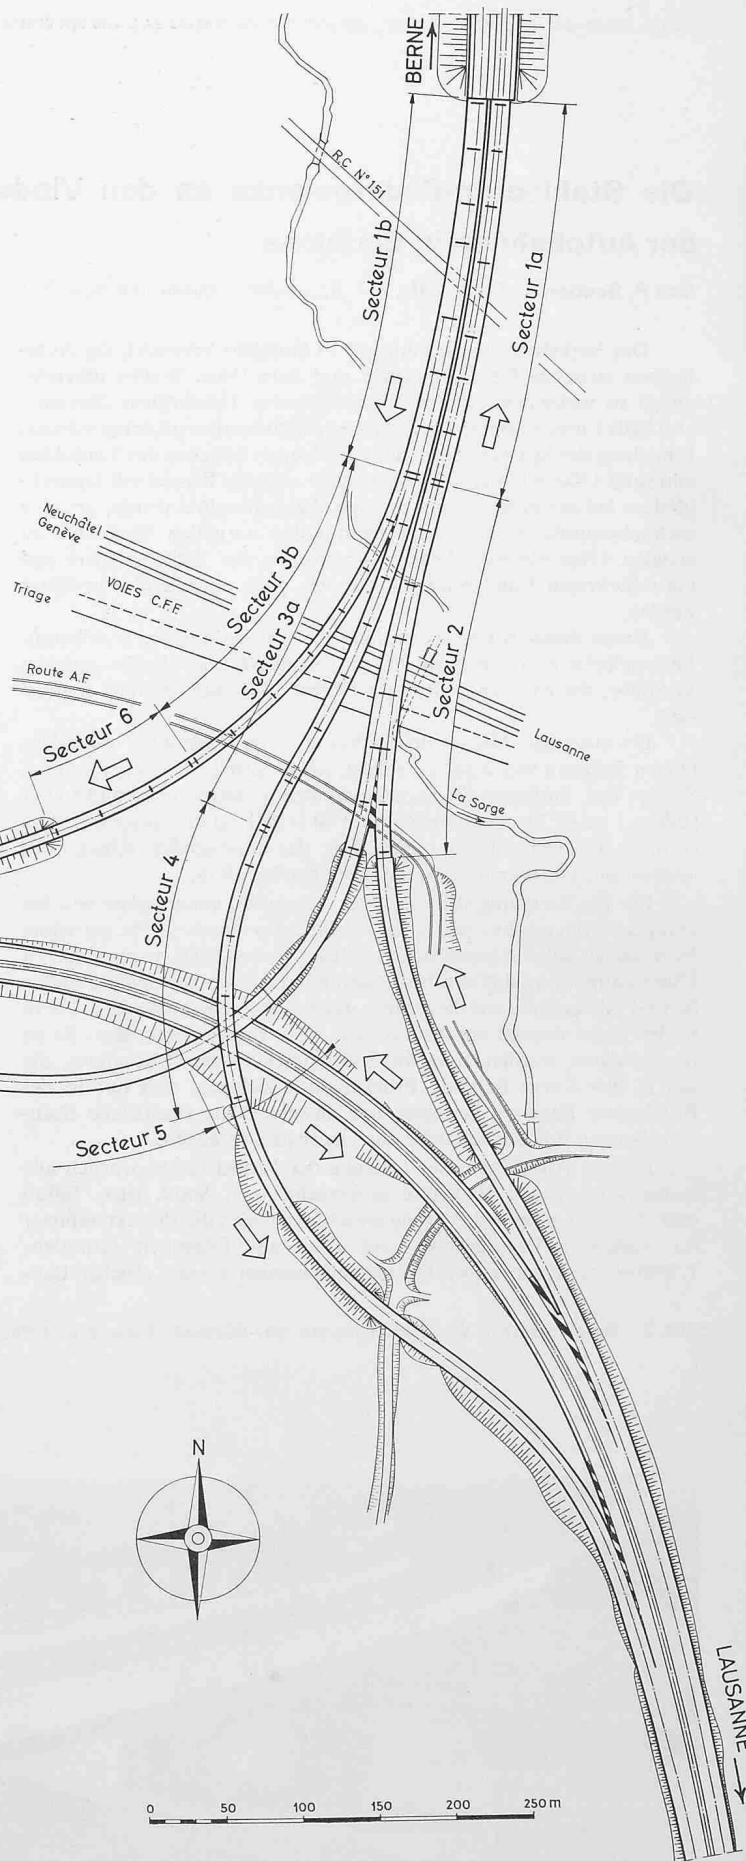 BERNE
R.C. N° 151
Secteur 1b
Secteur 1a
Neuchâtel
Genève
VOIES C.F.F.
Triage
Secteur 3b
Secteur 3a
Route A.F.
Secteur 2
Secteur 6
Lausanne
La Sorge
Secteur 4
Secteur 5
N
LAUSANNE
0 50 100 150 200 250 m